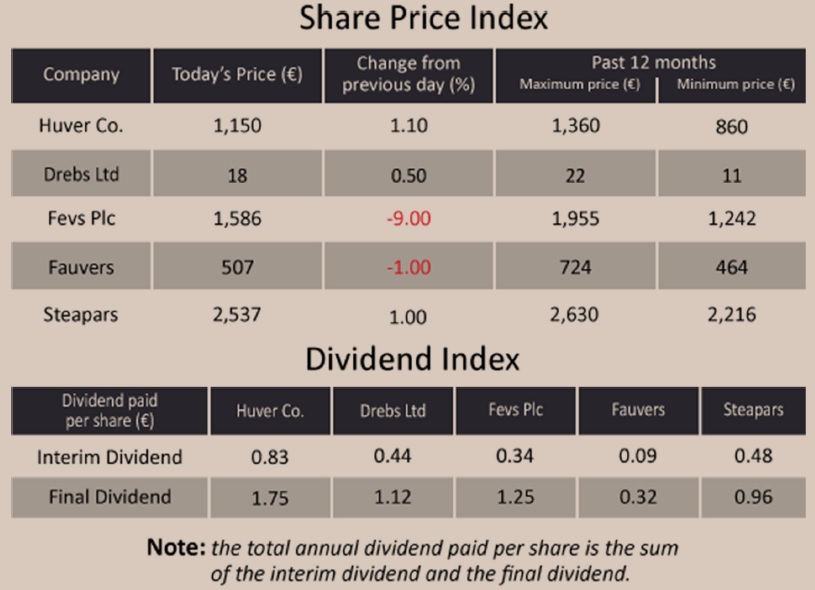 Share Price Index
Company Today's Price (€) Change from previous day (%) Past 12 months Maximum price (€) Minimum price (€)
Huver Co. 1,150 1.10 1,360 860
Drebs Ltd 18 0.50 22 11
Fevs Plc 1,586 -9.00 1,955 1,242
Fauvers 507 -1.00 724 464
Steapars 2,537 1.00 2,630 2,216
Dividend Index
Dividend paid per share (€) Huver Co. Drebs Ltd Fevs Plc Fauvers Steapars
Interim Dividend 0.83 0.44 0.34 0.09 0.48
Final Dividend 1.75 1.12 1.25 0.32 0.96
Note: the total annual dividend paid per share is the sum
of the interim dividend and the final dividend.